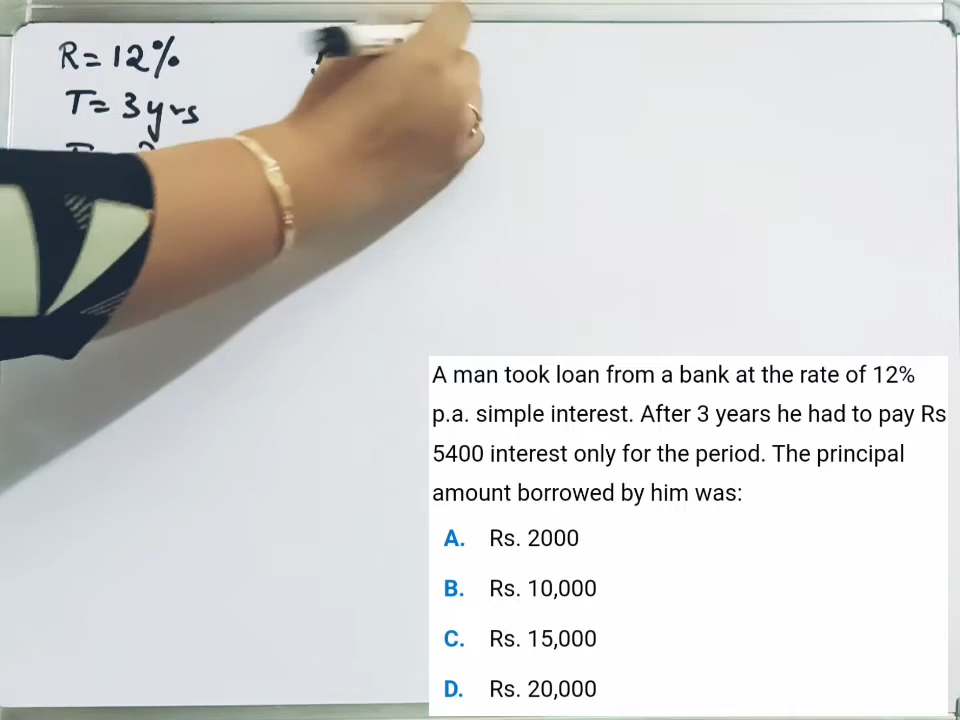 R = 12%
T = 3 yrs
A man took loan from a bank at the rate of 12%
p.a. simple interest. After 3 years he had to pay Rs
5400 interest only for the period. The principal
amount borrowed by him was:
A. Rs. 2000
B. Rs. 10,000
C. Rs. 15,000
D. Rs. 20,000